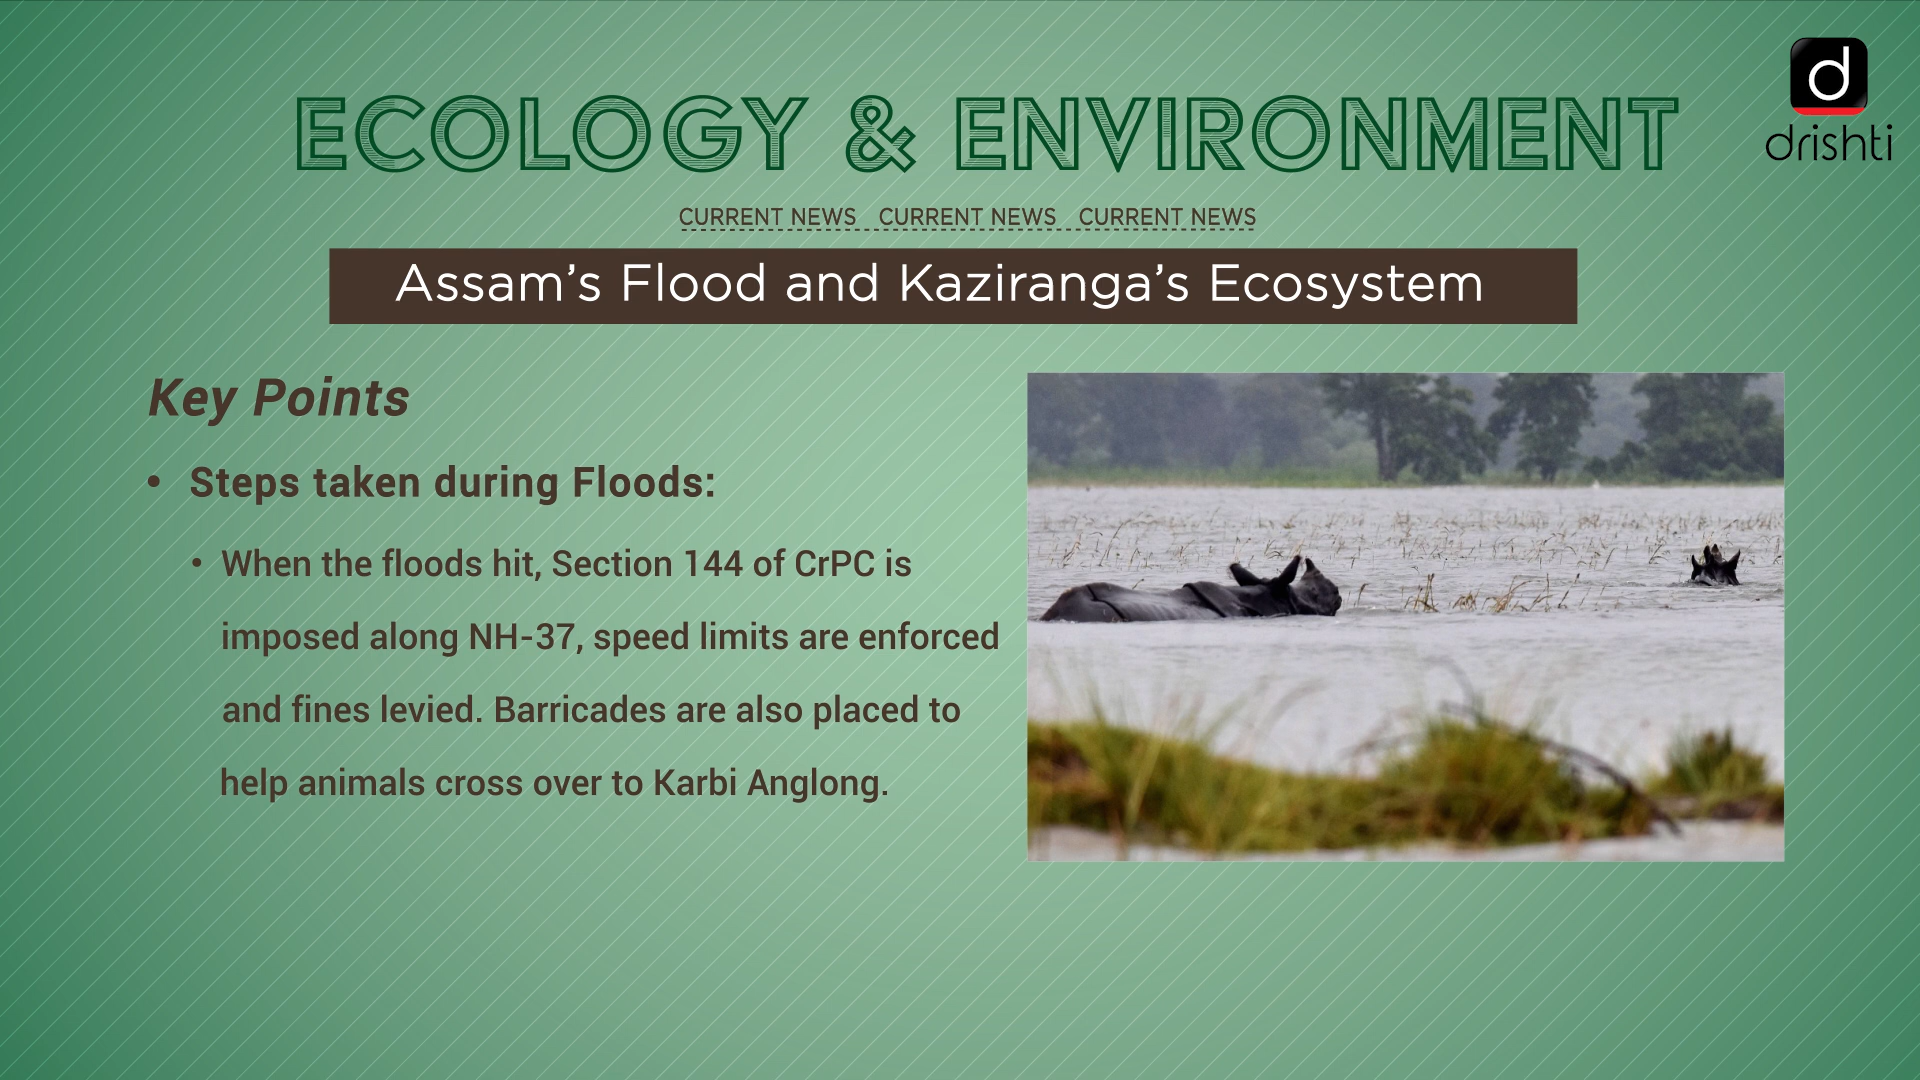 d
drishti
ECOLOGY & ENVIRONMENT
CURRENT NEWS CURRENT NEWS CURRENT NEWS
Assam’s Flood and Kaziranga’s Ecosystem
Key Points
• Steps taken during Floods:
• When the floods hit, Section 144 of CrPC is
imposed along NH-37, speed limits are enforced
and fines levied. Barricades are also placed to
help animals cross over to Karbi Anglong.